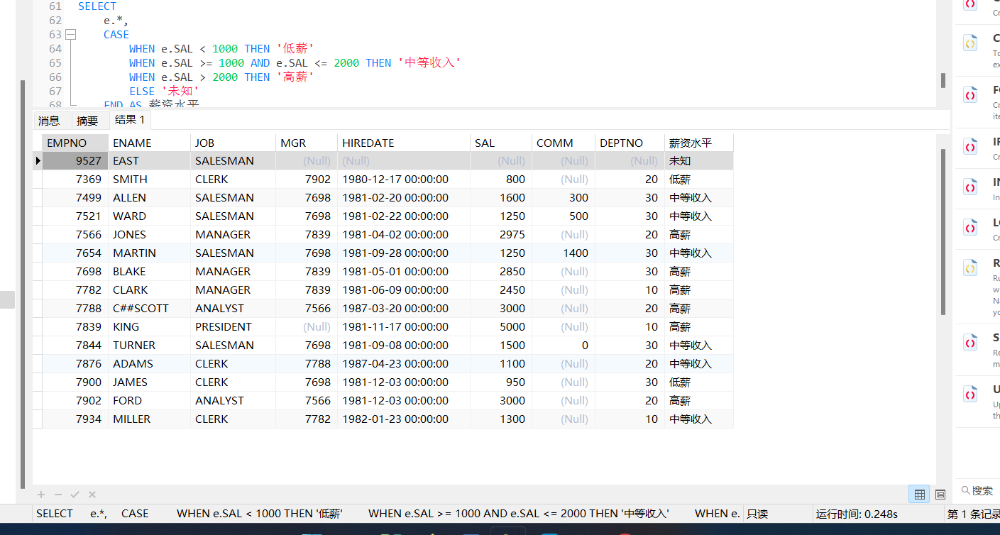 61 SELECT
62 e.*,
63 CASE
64 WHEN e.SAL < 1000 THEN '低薪'
65 WHEN e.SAL >= 1000 AND e.SAL <= 2000 THEN '中等收入'
66 WHEN e.SAL > 2000 THEN '高薪'
67 ELSE '未知'
68 END AS 薪资水平
消息 摘要 结果 1
EMPNO ENAME JOB MGR HIREDATE SAL COMM DEPTNO 薪资水平
9527 EAST SALESMAN (Null) (Null) (Null) (Null) (Null) 未知
7369 SMITH CLERK 7902 1980-12-17 00:00:00 800 (Null) 20 低薪
7499 ALLEN SALESMAN 7698 1981-02-20 00:00:00 1600 300 30 中等收入
7521 WARD SALESMAN 7698 1981-02-22 00:00:00 1250 500 30 中等收入
7566 JONES MANAGER 7839 1981-04-02 00:00:00 2975 (Null) 20 高薪
7654 MARTIN SALESMAN 7698 1981-09-28 00:00:00 1250 1400 30 中等收入
7698 BLAKE MANAGER 7839 1981-05-01 00:00:00 2850 (Null) 30 高薪
7782 CLARK MANAGER 7839 1981-06-09 00:00:00 2450 (Null) 10 高薪
7788 C##SCOTT ANALYST 7566 1987-03-20 00:00:00 3000 (Null) 20 高薪
7839 KING PRESIDENT (Null) 1981-11-17 00:00:00 5000 (Null) 10 高薪
7844 TURNER SALESMAN 7698 1981-09-08 00:00:00 1500 0 30 中等收入
7876 ADAMS CLERK 7788 1987-04-23 00:00:00 1100 (Null) 20 中等收入
7900 JAMES CLERK 7698 1981-12-03 00:00:00 950 (Null) 30 低薪
7902 FORD ANALYST 7566 1981-12-03 00:00:00 3000 (Null) 20 高薪
7934 MILLER CLERK 7782 1982-01-23 00:00:00 1300 (Null) 10 中等收入
搜索
SELECT e.*, CASE WHEN e.SAL < 1000 THEN '低薪' WHEN e.SAL >= 1000 AND e.SAL <= 2000 THEN '中等收入' WHEN e. 只读 运行时间: 0.248s 第 1 条记录